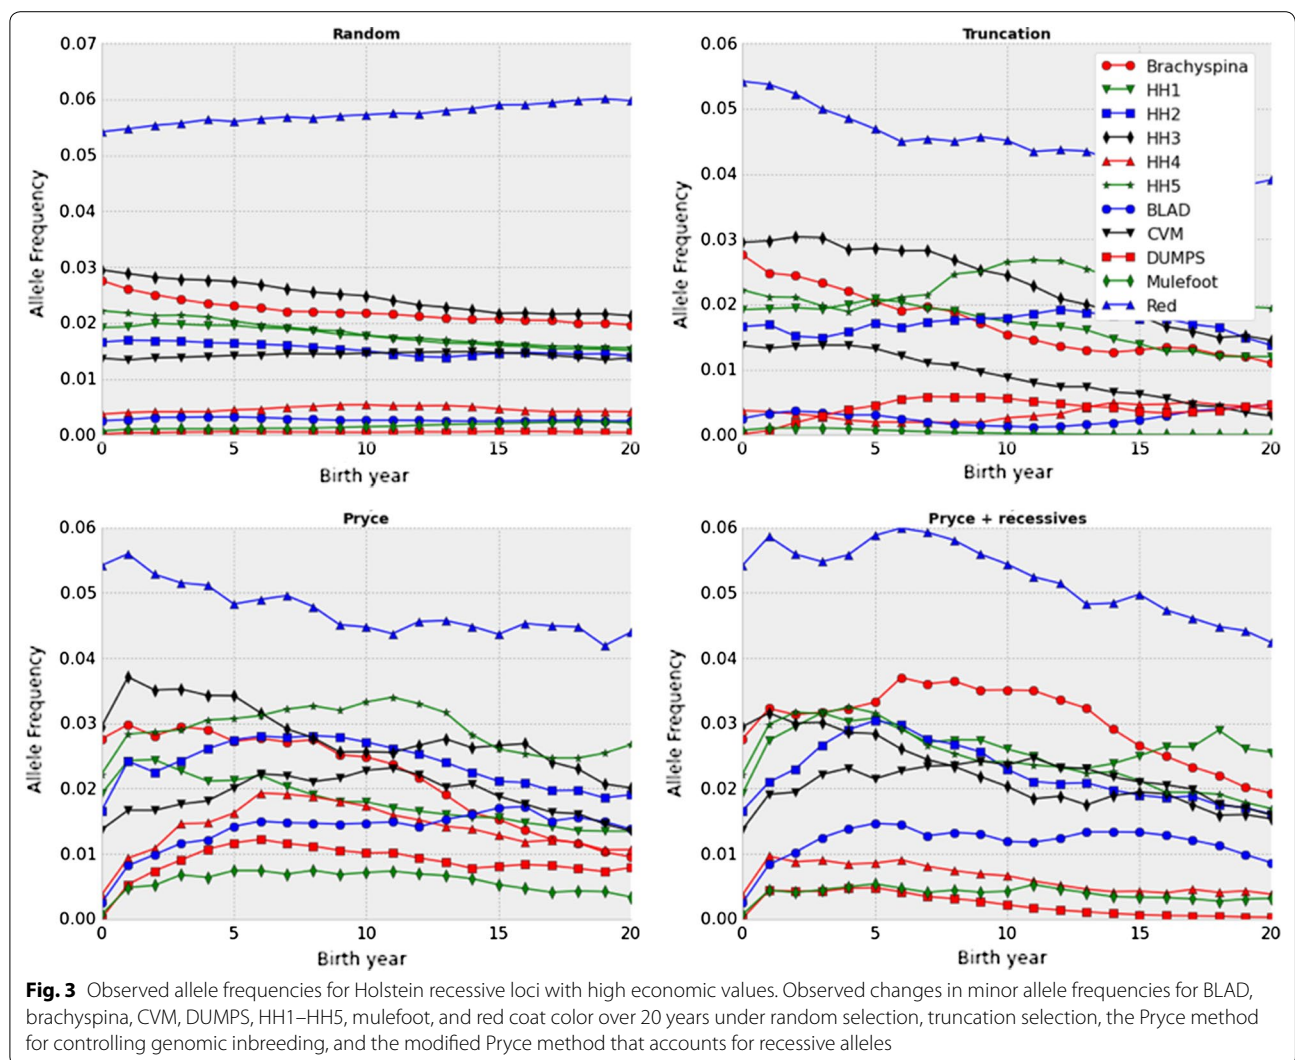 Random
0.07
0.06
0.05
0.04
0.03
0.02
0.01
0.00
Allele Frequency
0
5
10
15
20
Birth year
Truncation
0.06
0.05
0.04
0.03
0.02
0.01
0.00
Allele Frequency
0
5
10
15
20
Birth year
Brachyspina
HH1
HH2
HH3
HH4
HH5
BLAD
CVM
DUMPS
Mulefoot
Red
Pryce
0.06
0.05
0.04
0.03
0.02
0.01
0.00
Allele Frequency
0
5
10
15
20
Birth year
Pryce + recessives
0.06
0.05
0.04
0.03
0.02
0.01
0.00
Allele Frequency
0
5
10
15
20
Birth year
Fig. 3 Observed allele frequencies for Holstein recessive loci with high economic values. Observed changes in minor allele frequencies for BLAD,
brachyspina, CVM, DUMPS, HH1–HH5, mulefoot, and red coat color over 20 years under random selection, truncation selection, the Pryce method
for controlling genomic inbreeding, and the modified Pryce method that accounts for recessive alleles